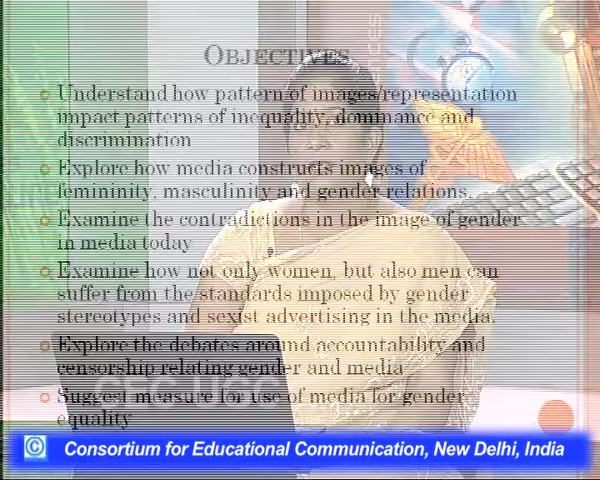 OBJECTIVES
Understand how pattern of images/representation
impact patterns of inequality, dominance and
discrimination
Explore how media constructs images of
femininity, masculinity and gender relations.
Examine the contradictions in the image of gender
in media today
Examine how not only women, but also men can
suffer from the standards imposed by gender
stereotypes and sexist advertising in the media.
Explore the debates around accountability and
censorship relating gender and media
Suggest measure for use of media for gender
equality
CEC-UGC
© Consortium for Educational Communication, New Delhi, India